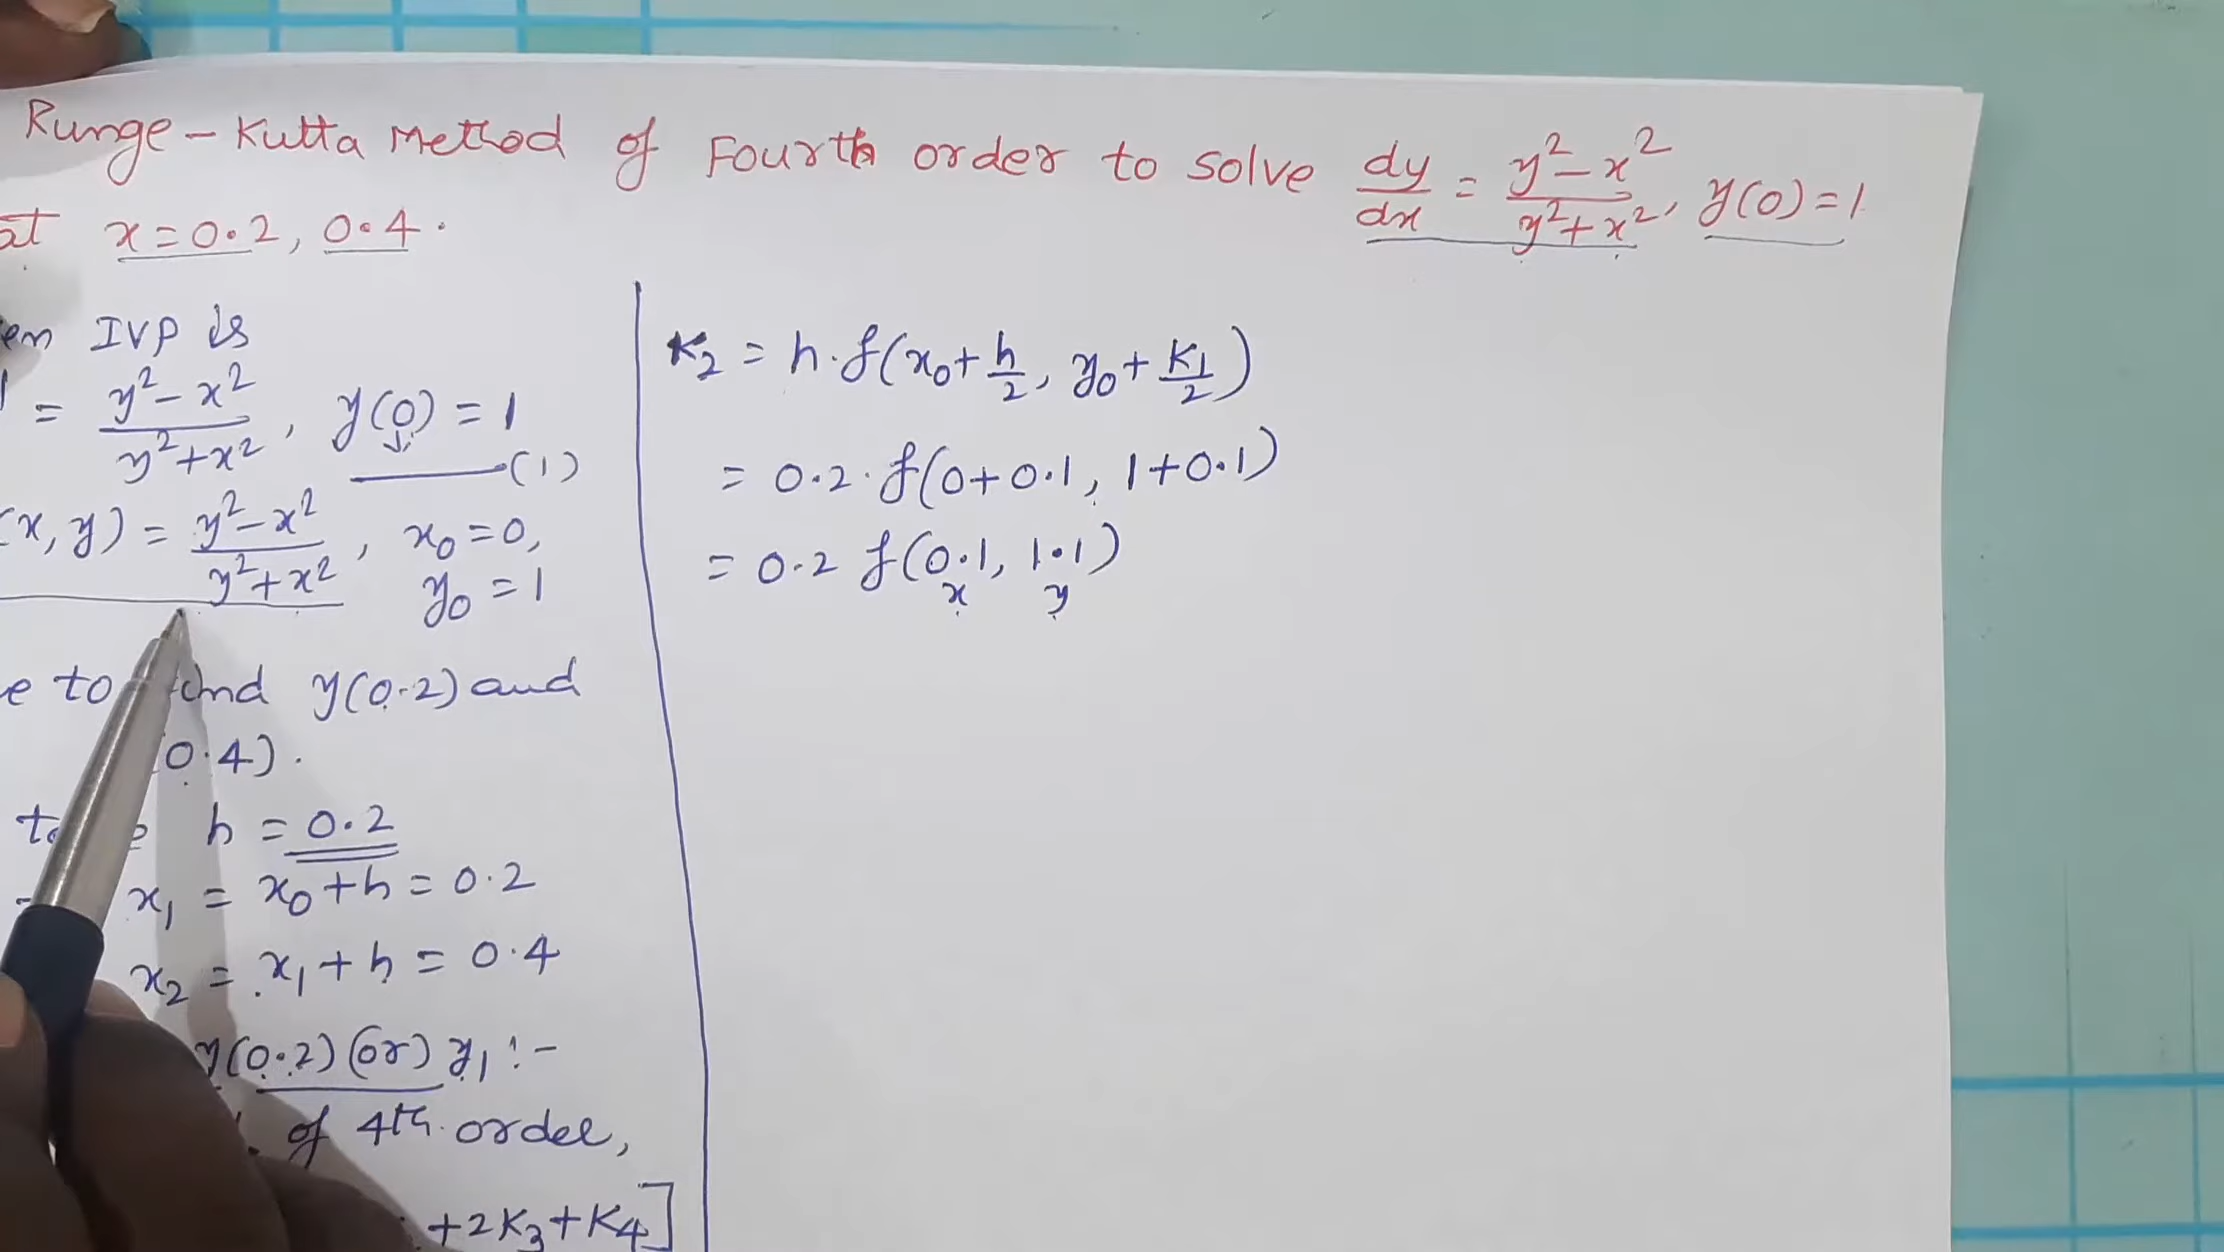 Runge - Kutta Method of Fourth order to solve dy/dx = y²-x²/y²+x², y(0)=1
at x=0.2, 0.4.
IVP is
= y²-x²/y²+x², y(0)=1
(1)
(x, y) = y²-x²/y²+x², x₀=0,
y₀=1
to find y(0.2) and
0.4).
h = 0.2
x₁ = x₀+h = 0.2
x₂ = x₁+h = 0.4
y(0.2) (or) y₁ :-
of 4th order,
+2K₃+K₄]
K₂ = h.f(x₀+h/2, y₀+K₁/2)
= 0.2.f(0+0.1, 1+0.1)
= 0.2 f(0.1, 1.1)
x y